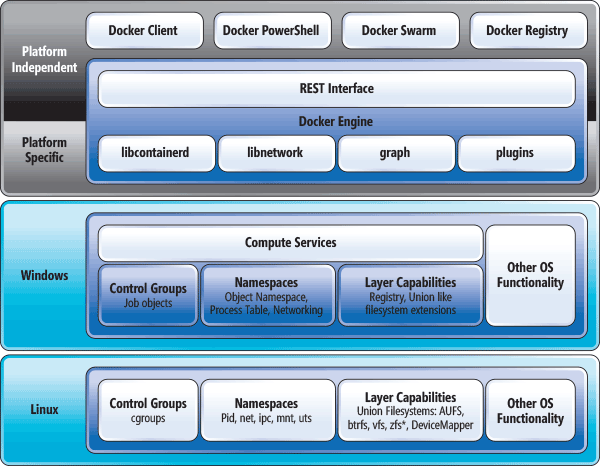 Docker Client
Docker PowerShell
Docker Swarm
Docker Registry
Platform
Independent
REST Interface
Docker Engine
Platform
Specific
libcontainerd
libnetwork
graph
plugins
Windows
Compute Services
Control Groups
Job objects
Namespaces
Object Namespace,
Process Table, Networking
Layer Capabilities
Registry, Union like
filesystem extensions
Other OS
Functionality
Linux
Control Groups
cgroups
Namespaces
Pid, net, ipc, mnt, uts
Layer Capabilities
Union Filesystems: AUFS,
btrfs, vfs, zfs*, DeviceMapper
Other OS
Functionality